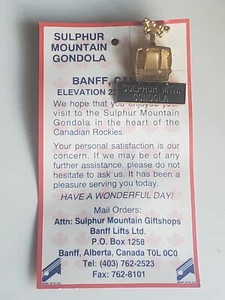 SULPHUR
MOUNTAIN
GONDOLA
BANFF, CA
ELEVATION 2
SULPHUR MTN.
GONDOLA
We hope that you enjoyed your
visit to the Sulphur Mountain
Gondola in the heart of the
Canadian Rockies.
Your personal satisfaction is our
concern. If we may be of any
further assistance, please do not
hesitate to ask us. It has been a
pleasure serving you today.
HAVE A WONDERFUL DAY!
Mail Orders:
Attn: Sulphur Mountain Giftshops
Banff Lifts Ltd.
P.O. Box 1258
Banff, Alberta, Canada T0L 0C0
Tel: (403) 762-2523
Fax: 762-8101